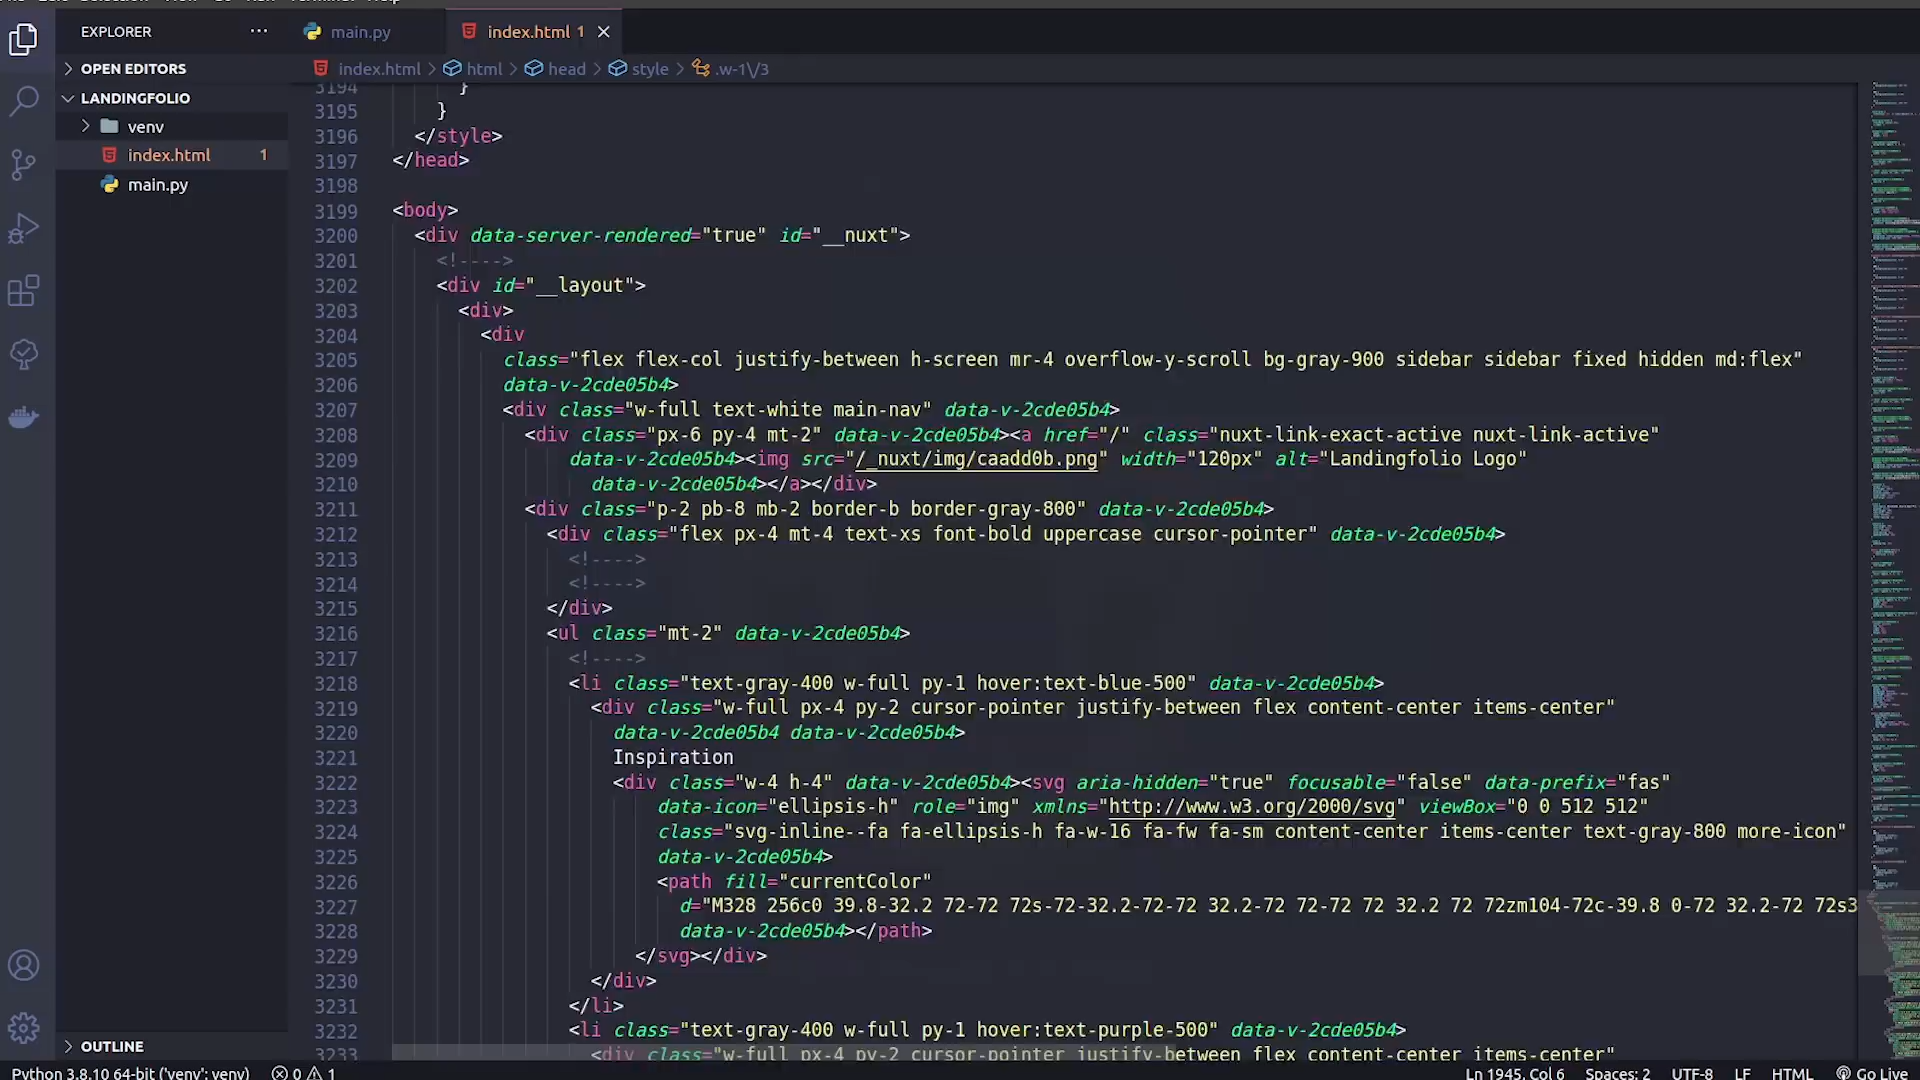 EXPLORER
main.py
index.html 1
OPEN EDITORS
index.html
html
head
style
.w-1\/3
LANDINGFOLIO
venv
index.html 1
main.py
OUTLINE
3194 }
3195 }
3196 </style>
3197 </head>
3198
3199 <body>
3200 <div data-server-rendered="true" id="__nuxt">
3201 <!---->
3202 <div id="__layout">
3203 <div>
3204 <div
3205 class="flex flex-col justify-between h-screen mr-4 overflow-y-scroll bg-gray-900 sidebar sidebar fixed hidden md:flex"
3206 data-v-2cde05b4>
3207 <div class="w-full text-white main-nav" data-v-2cde05b4>
3208 <div class="px-6 py-4 mt-2" data-v-2cde05b4><a href="/" class="nuxt-link-exact-active nuxt-link-active"
3209 data-v-2cde05b4><img src="/_nuxt/img/caadd0b.png" width="120px" alt="Landingfolio Logo"
3210 data-v-2cde05b4></a></div>
3211 <div class="p-2 pb-8 mb-2 border-b border-gray-800" data-v-2cde05b4>
3212 <div class="flex px-4 mt-4 text-xs font-bold uppercase cursor-pointer" data-v-2cde05b4>
3213 <!---->
3214 <!---->
3215 </div>
3216 <ul class="mt-2" data-v-2cde05b4>
3217 <!---->
3218 <li class="text-gray-400 w-full py-1 hover:text-blue-500" data-v-2cde05b4>
3219 <div class="w-full px-4 py-2 cursor-pointer justify-between flex content-center items-center"
3220 data-v-2cde05b4 data-v-2cde05b4>
3221 Inspiration
3222 <div class="w-4 h-4" data-v-2cde05b4><svg aria-hidden="true" focusable="false" data-prefix="fas"
3223 data-icon="ellipsis-h" role="img" xmlns="http://www.w3.org/2000/svg" viewBox="0 0 512 512"
3224 class="svg-inline--fa fa-ellipsis-h fa-w-16 fa-fw fa-sm content-center items-center text-gray-800 more-icon"
3225 data-v-2cde05b4>
3226 <path fill="currentColor"
3227 d="M328 256c0 39.8-32.2 72-72 72s-72-32.2-72-72 32.2-72 72-72 72 32.2 72 72zm104-72c-39.8 0-72 32.2-72 72s3
3228 data-v-2cde05b4></path>
3229 </svg></div>
3230 </div>
3231 </li>
3232 <li class="text-gray-400 w-full py-1 hover:text-purple-500" data-v-2cde05b4>
3233 <div class="w-full px-4 py-2 cursor-pointer justify-between flex content-center items-center"
Python 3.8.10 64-bit ('venv': venv) 0 1 Ln 1945, Col 6 Spaces: 2 UTF-8 LF HTML Go Live